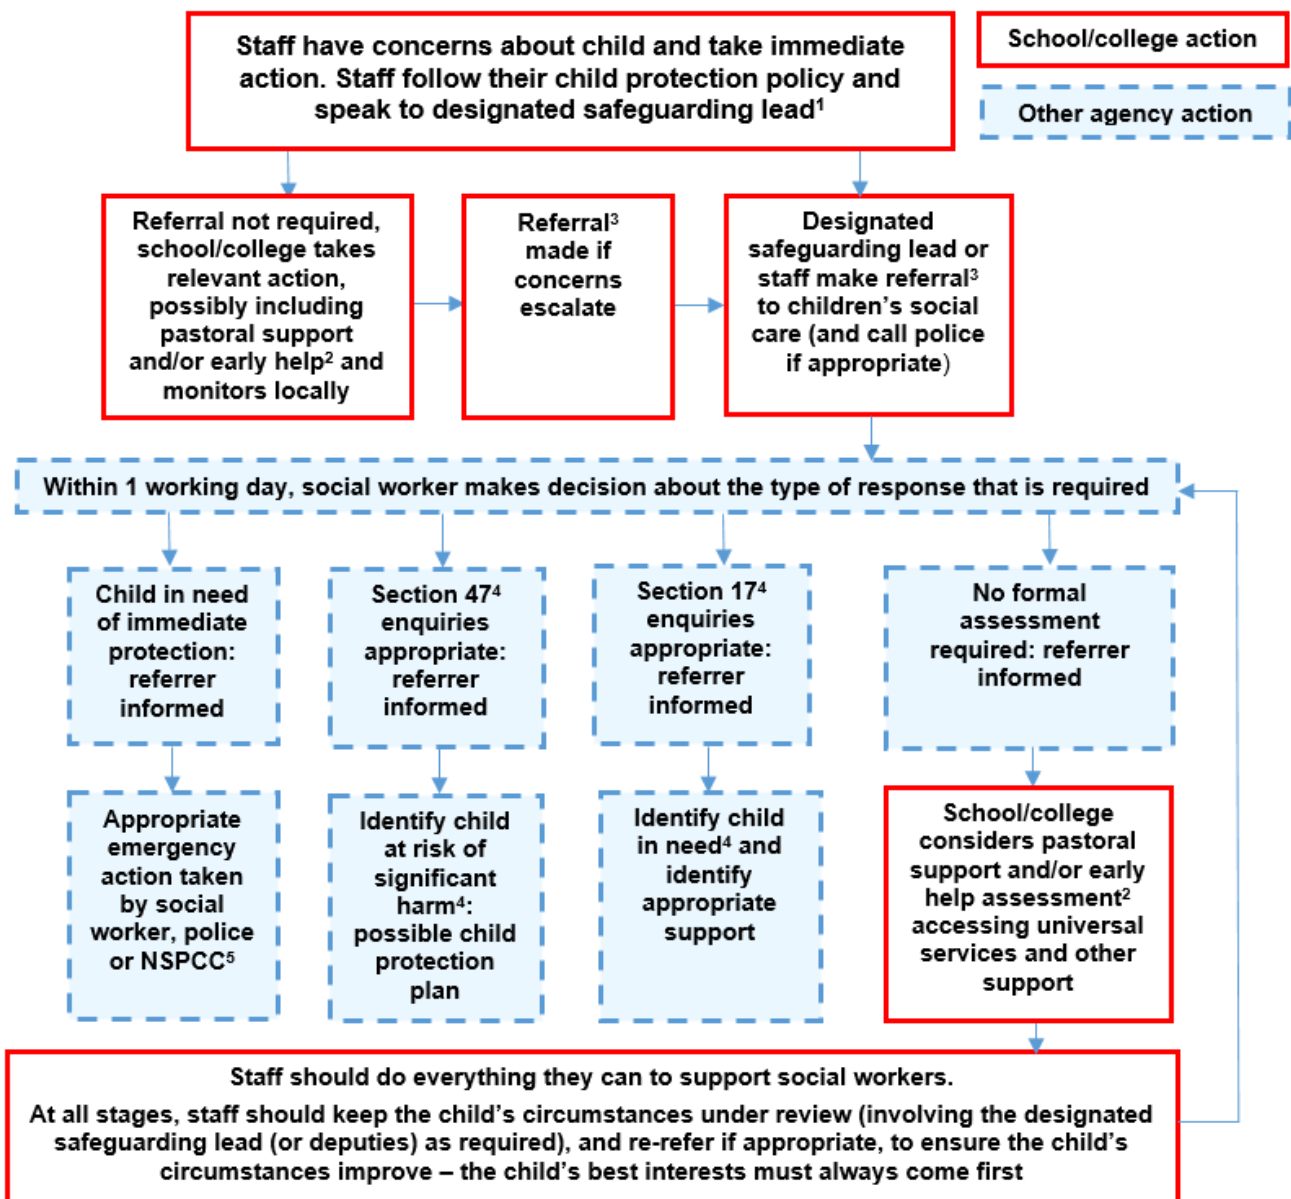 Staff have concerns about child and take immediate
action. Staff follow their child protection policy and
speak to designated safeguarding lead¹
School/college action
Other agency action
Referral not required,
school/college takes
relevant action,
possibly including
pastoral support
and/or early help² and
monitors locally
Referral³
made if
concerns
escalate
Designated
safeguarding lead or
staff make referral³
to children's social
care (and call police
if appropriate)
Within 1 working day, social worker makes decision about the type of response that is required
Child in need
of immediate
protection:
referrer
informed
Section 47⁴
enquiries
appropriate:
referrer
informed
Section 17⁴
enquiries
appropriate:
referrer
informed
No formal
assessment
required: referrer
informed
Appropriate
emergency
action taken
by social
worker, police
or NSPCC⁵
Identify child
at risk of
significant
harm⁴:
possible child
protection
plan
Identify child
in need⁴ and
identify
appropriate
support
School/college
considers pastoral
support and/or early
help assessment²
accessing universal
services and other
support
Staff should do everything they can to support social workers.
At all stages, staff should keep the child's circumstances under review (involving the designated
safeguarding lead (or deputies) as required), and re-refer if appropriate, to ensure the child's
circumstances improve – the child's best interests must always come first